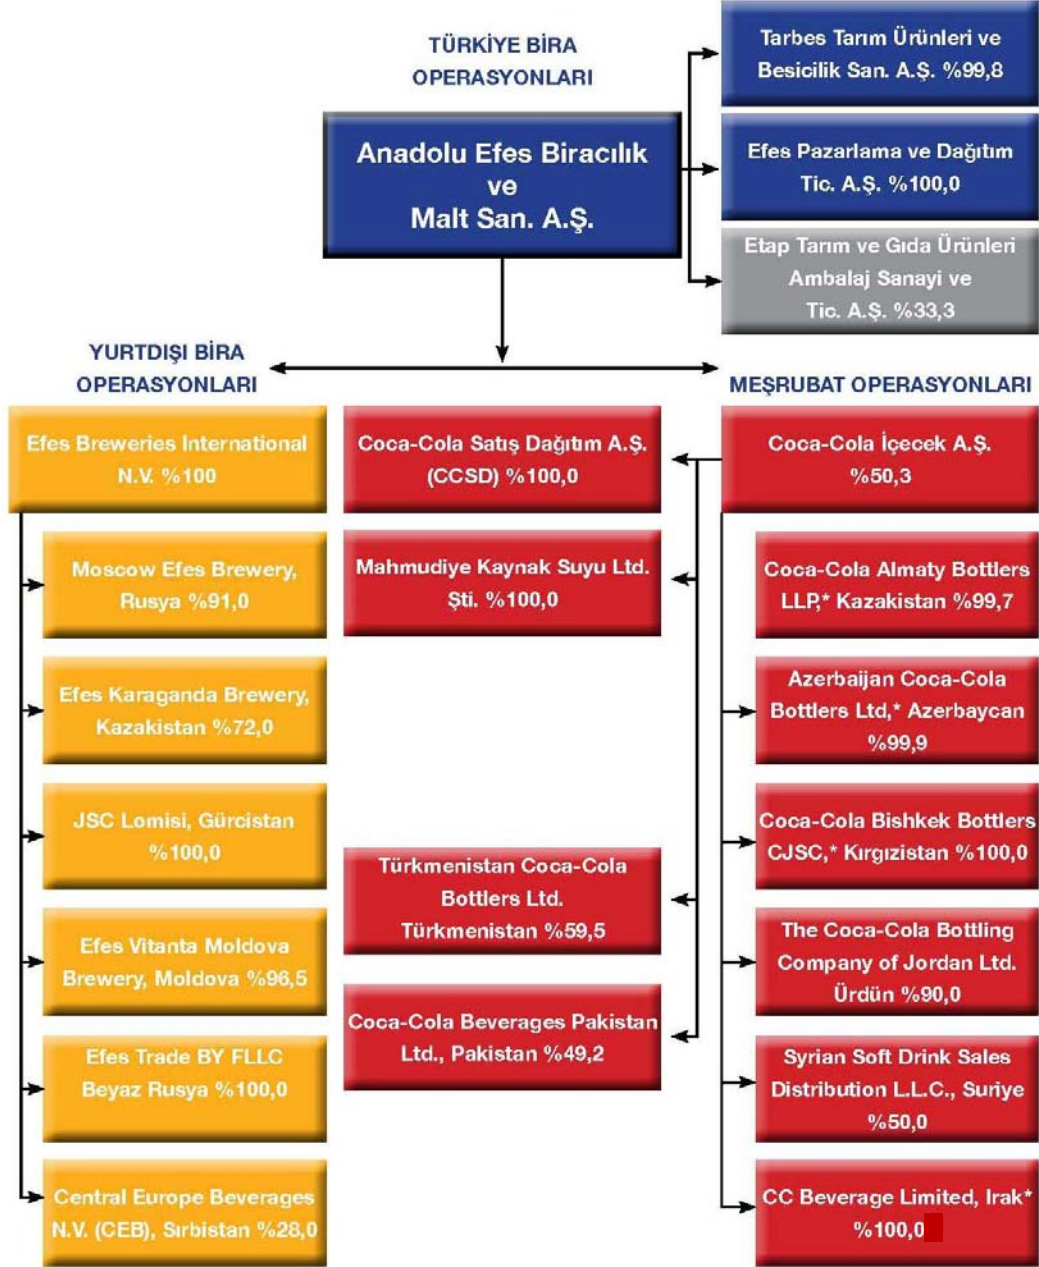 TÜRKİYE BİRA
OPERASYONLARI
Anadolu Efes Biracılık
ve
Malt San. A.Ş.
Tarbes Tarım Ürünleri ve
Besicilik San. A.Ş. %99,8
Efes Pazarlama ve Dağıtım
Tic. A.Ş. %100,0
Etap Tarım ve Gıda Ürünleri
Ambalaj Sanayi ve
Tic. A.Ş. %33,3
YURTDIŞI BİRA
OPERASYONLARI
Efes Breweries International
N.V. %100
Moscow Efes Brewery,
Rusya %91,0
Efes Karaganda Brewery,
Kazakistan %72,0
JSC Lomisi, Gürcistan
%100,0
Efes Vitanta Moldova
Brewery, Moldova %96,5
Efes Trade BY FLLC
Beyaz Rusya %100,0
Central Europe Beverages
N.V. (CEB), Sırbistan %28,0
MEŞRUBAT OPERASYONLARI
Coca-Cola İçecek A.Ş.
%50,3
Coca-Cola Satış Dağıtım A.Ş.
(CCSD) %100,0
Mahmudiye Kaynak Suyu Ltd.
Şti. %100,0
Türkmenistan Coca-Cola
Bottlers Ltd.
Türkmenistan %59,5
Coca-Cola Beverages Pakistan
Ltd., Pakistan %49,2
Coca-Cola Almaty Bottlers
LLP,* Kazakistan %99,7
Azerbaijan Coca-Cola
Bottlers Ltd,* Azerbaycan
%99,9
Coca-Cola Bishkek Bottlers
CJSC,* Kırgızistan %100,0
The Coca-Cola Bottling
Company of Jordan Ltd.
Ürdün %90,0
Syrian Soft Drink Sales
Distribution L.L.C., Suriye
%50,0
CC Beverage Limited, Irak*
%100,0